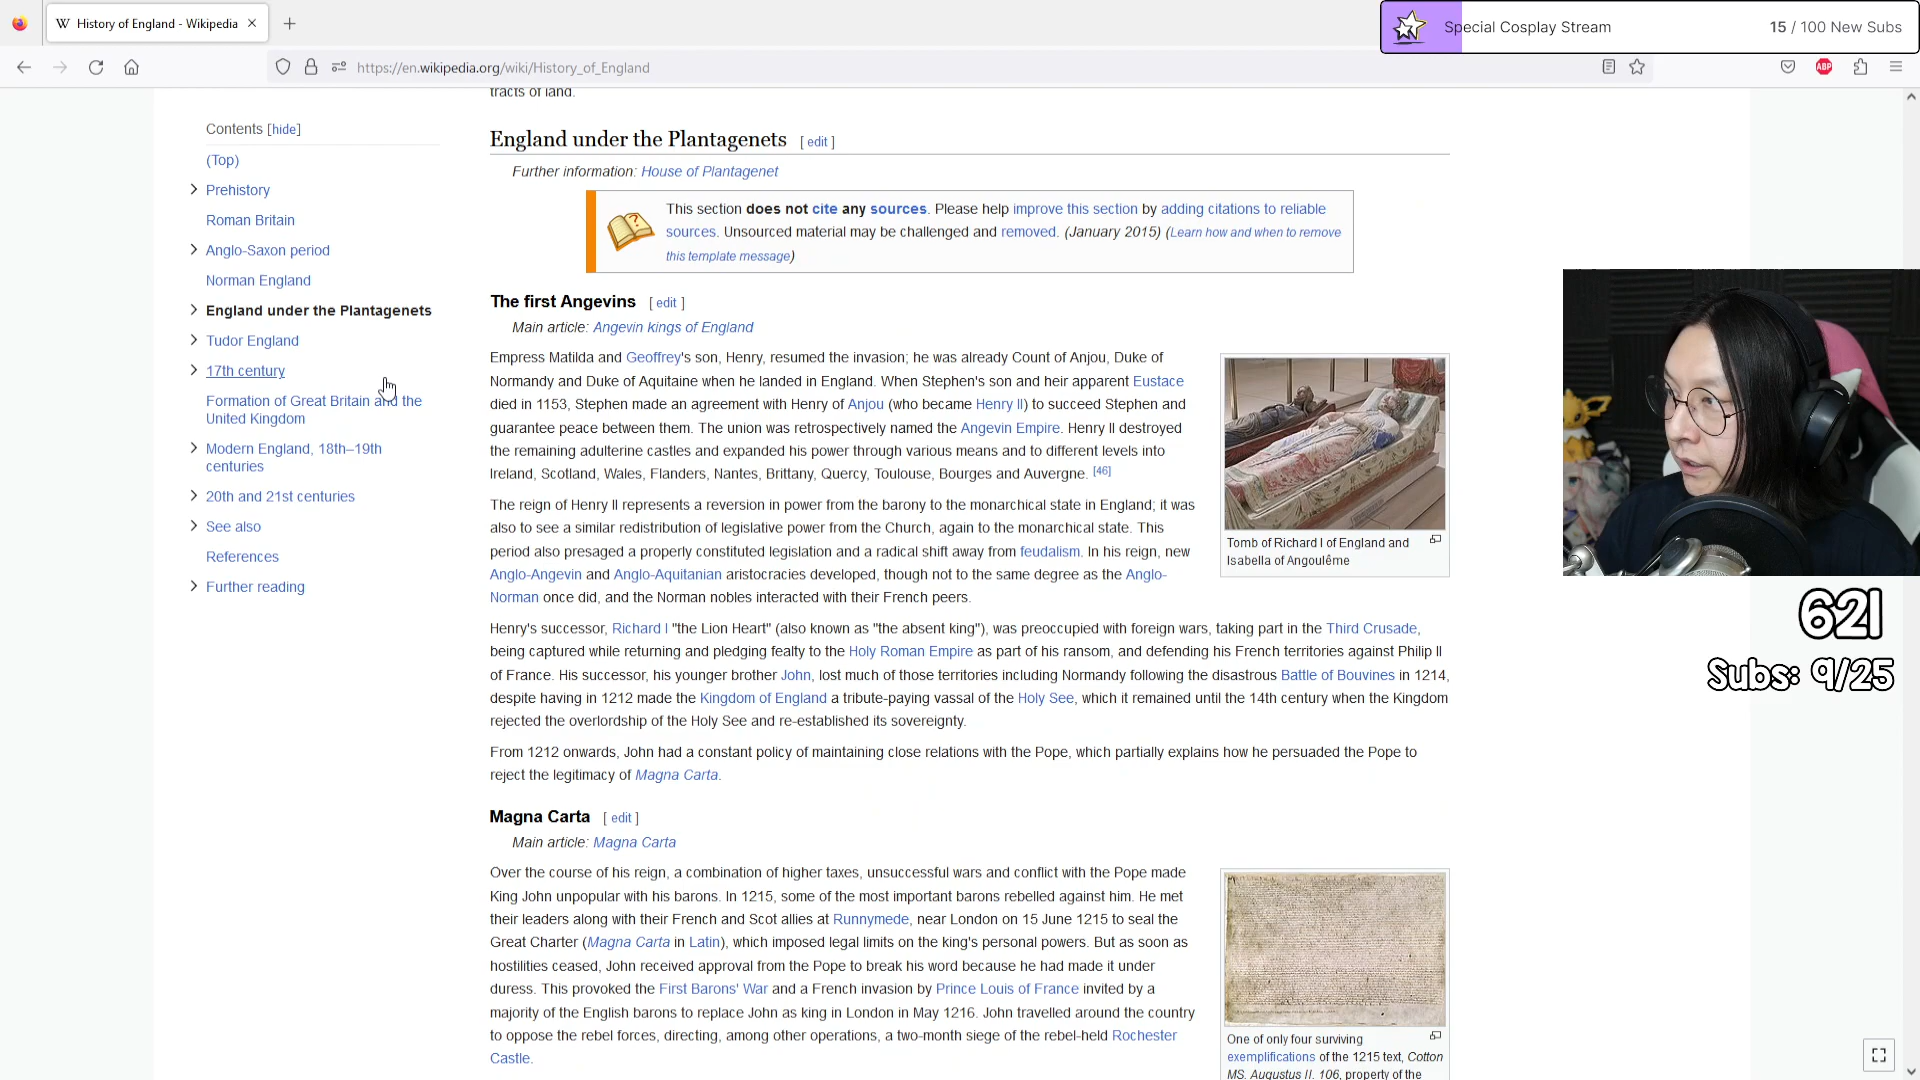 W History of England - Wikipedia
Special Cosplay Stream 15 / 100 New Subs
https://en.wikipedia.org/wiki/History_of_England
ABP
tracts of land.
Contents [hide]
(Top)
Prehistory
Roman Britain
Anglo-Saxon period
Norman England
England under the Plantagenets
Tudor England
17th century
Formation of Great Britain and the
United Kingdom
Modern England, 18th–19th
centuries
20th and 21st centuries
See also
References
Further reading
England under the Plantagenets [ edit ]
Further information: House of Plantagenet
This section does not cite any sources. Please help improve this section by adding citations to reliable
sources. Unsourced material may be challenged and removed. (January 2015) (Learn how and when to remove
this template message)
The first Angevins [ edit ]
Main article: Angevin kings of England
Empress Matilda and Geoffrey's son, Henry, resumed the invasion; he was already Count of Anjou, Duke of
Normandy and Duke of Aquitaine when he landed in England. When Stephen's son and heir apparent Eustace
died in 1153, Stephen made an agreement with Henry of Anjou (who became Henry II) to succeed Stephen and
guarantee peace between them. The union was retrospectively named the Angevin Empire. Henry II destroyed
the remaining adulterine castles and expanded his power through various means and to different levels into
Ireland, Scotland, Wales, Flanders, Nantes, Brittany, Quercy, Toulouse, Bourges and Auvergne. [46]
The reign of Henry II represents a reversion in power from the barony to the monarchical state in England; it was
also to see a similar redistribution of legislative power from the Church, again to the monarchical state. This
period also presaged a properly constituted legislation and a radical shift away from feudalism. In his reign, new
Anglo-Angevin and Anglo-Aquitanian aristocracies developed, though not to the same degree as the Anglo-
Norman once did, and the Norman nobles interacted with their French peers.
Tomb of Richard I of England and
Isabella of Angoulême
Henry's successor, Richard I "the Lion Heart" (also known as "the absent king"), was preoccupied with foreign wars, taking part in the Third Crusade,
being captured while returning and pledging fealty to the Holy Roman Empire as part of his ransom, and defending his French territories against Philip II
of France. His successor, his younger brother John, lost much of those territories including Normandy following the disastrous Battle of Bouvines in 1214,
despite having in 1212 made the Kingdom of England a tribute-paying vassal of the Holy See, which it remained until the 14th century when the Kingdom
rejected the overlordship of the Holy See and re-established its sovereignty.
From 1212 onwards, John had a constant policy of maintaining close relations with the Pope, which partially explains how he persuaded the Pope to
reject the legitimacy of Magna Carta.
Magna Carta [ edit ]
Main article: Magna Carta
Over the course of his reign, a combination of higher taxes, unsuccessful wars and conflict with the Pope made
King John unpopular with his barons. In 1215, some of the most important barons rebelled against him. He met
their leaders along with their French and Scot allies at Runnymede, near London on 15 June 1215 to seal the
Great Charter (Magna Carta in Latin), which imposed legal limits on the king's personal powers. But as soon as
hostilities ceased, John received approval from the Pope to break his word because he had made it under
duress. This provoked the First Barons' War and a French invasion by Prince Louis of France invited by a
majority of the English barons to replace John as king in London in May 1216. John travelled around the country
to oppose the rebel forces, directing, among other operations, a two-month siege of the rebel-held Rochester
Castle.
One of only four surviving
exemplifications of the 1215 text, Cotton
MS. Augustus II. 106, property of the
621
Subs: 9/25